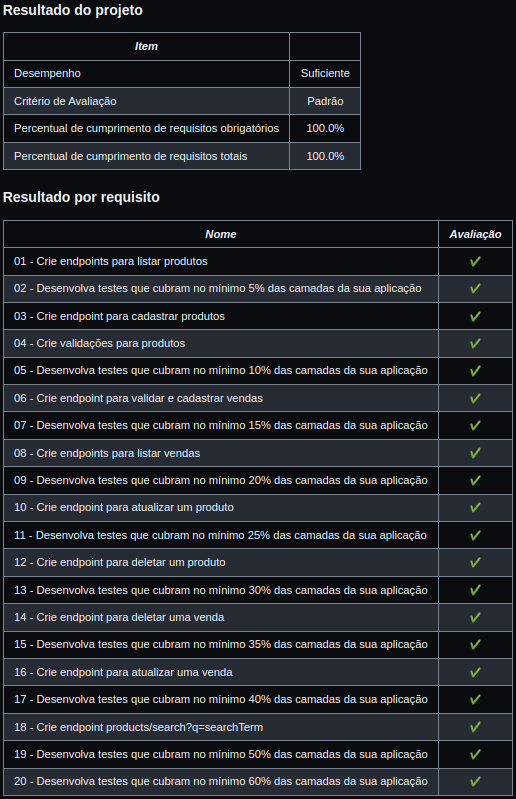 Resultado do projeto
Item
Desempenho Suficiente
Critério de Avaliação Padrão
Percentual de cumprimento de requisitos obrigatórios 100.0%
Percentual de cumprimento de requisitos totais 100.0%
Resultado por requisito
Nome Avaliação
01 - Crie endpoints para listar produtos ✔
02 - Desenvolva testes que cubram no mínimo 5% das camadas da sua aplicação ✔
03 - Crie endpoint para cadastrar produtos ✔
04 - Crie validações para produtos ✔
05 - Desenvolva testes que cubram no mínimo 10% das camadas da sua aplicação ✔
06 - Crie endpoint para validar e cadastrar vendas ✔
07 - Desenvolva testes que cubram no mínimo 15% das camadas da sua aplicação ✔
08 - Crie endpoints para listar vendas ✔
09 - Desenvolva testes que cubram no mínimo 20% das camadas da sua aplicação ✔
10 - Crie endpoint para atualizar um produto ✔
11 - Desenvolva testes que cubram no mínimo 25% das camadas da sua aplicação ✔
12 - Crie endpoint para deletar um produto ✔
13 - Desenvolva testes que cubram no mínimo 30% das camadas da sua aplicação ✔
14 - Crie endpoint para deletar uma venda ✔
15 - Desenvolva testes que cubram no mínimo 35% das camadas da sua aplicação ✔
16 - Crie endpoint para atualizar uma venda ✔
17 - Desenvolva testes que cubram no mínimo 40% das camadas da sua aplicação ✔
18 - Crie endpoint products/search?q=searchTerm ✔
19 - Desenvolva testes que cubram no mínimo 50% das camadas da sua aplicação ✔
20 - Desenvolva testes que cubram no mínimo 60% das camadas da sua aplicação ✔